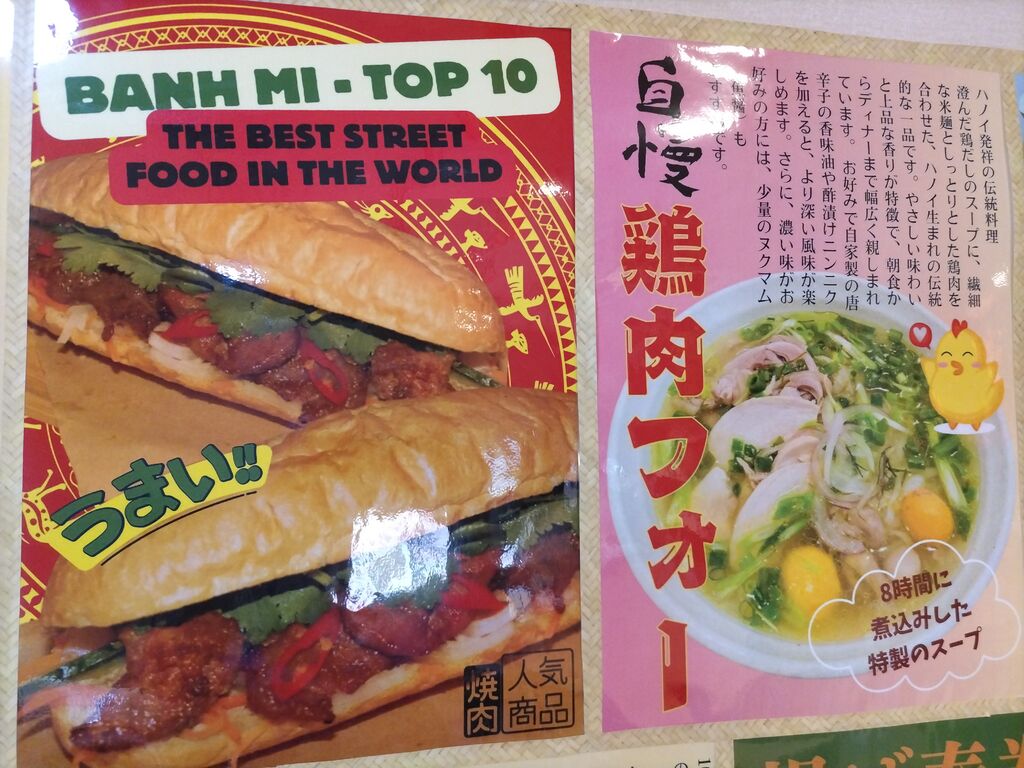 BANH MI - TOP 10
THE BEST STREET
FOOD IN THE WORLD
うまい!!
焼肉
人気
商品
自慢
鶏肉フォー
ハノイ発祥の伝統料理
澄んだ鶏だしのスープに、繊細
な米麺としっとりとした鶏肉を
合わせた、ハノイ生まれの伝統
的な一品です。やさしい味わい
と上品な香りが特徴で、朝食か
らディナーまで幅広く親しまれ
ています。お好みで自家製の唐
辛子の香味油や酢漬けニンニク
を加えると、より深い風味が楽
しめます。さらに、濃い味がお
好みの方には、少量のヌクマム
も
すすめです。
8時間に
煮込みした
特製のスープ